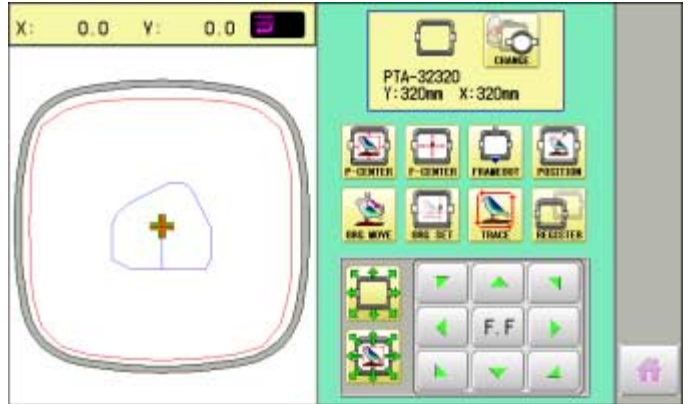 X: 0.0 Y: 0.0
CHANGE
PTA-32320
Y:320mm X:320mm
P-CENTER F-CENTER FRAMEOUT POSITION
ORG MOVE ORG SET TRACE REGISTER
F.F